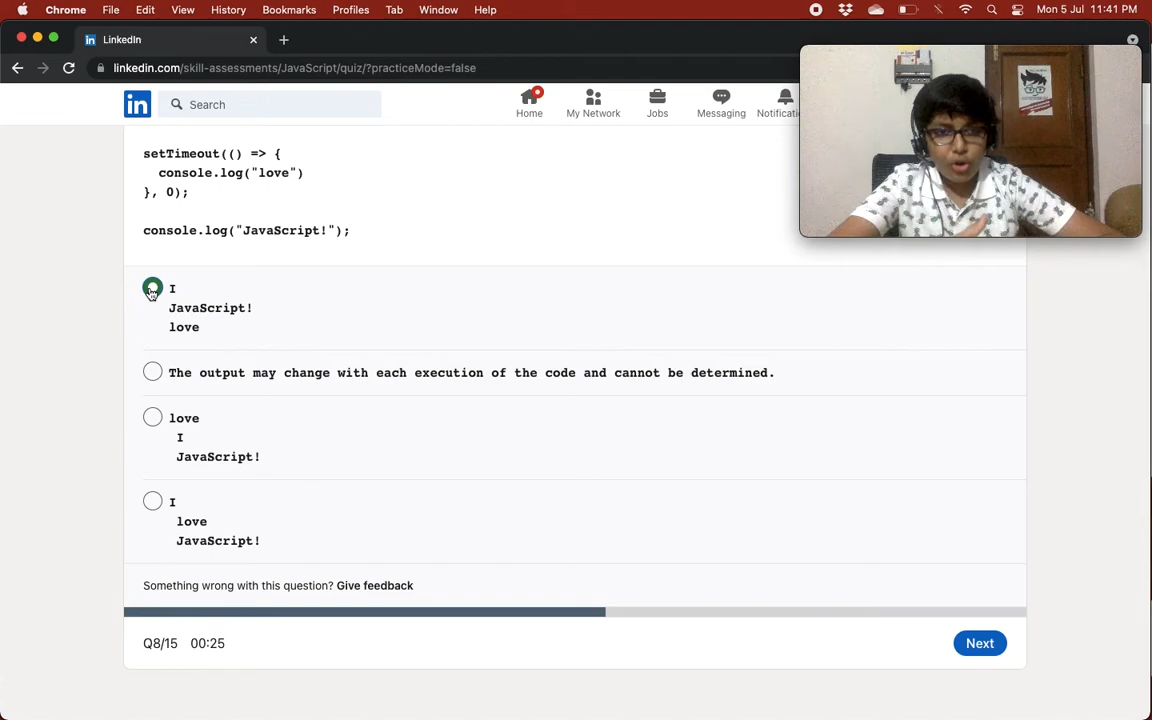 Chrome File Edit View History Bookmarks Profiles Tab Window Help Mon 5 Jul 11:41 PM
in LinkedIn
linkedin.com/skill-assessments/JavaScript/quiz/?practiceMode=false
in Search Home My Network Jobs Messaging Notificati
setTimeout(() => {
console.log("love")
}, 0);
console.log("JavaScript!");
I
JavaScript!
love
The output may change with each execution of the code and cannot be determined.
love
I
JavaScript!
I
love
JavaScript!
Something wrong with this question? Give feedback
Q8/15 00:25 Next